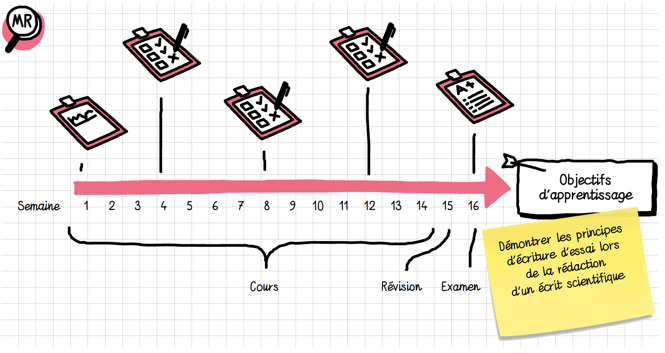 MR
A+
Objectifs
d'apprentissage
Semaine 1 2 3 4 5 6 7 8 9 10 11 12 13 14 15 16
Démontrer les principes
d'écriture d'essai lors
de la rédaction
d'un écrit scientifique
Cours Révision Examen